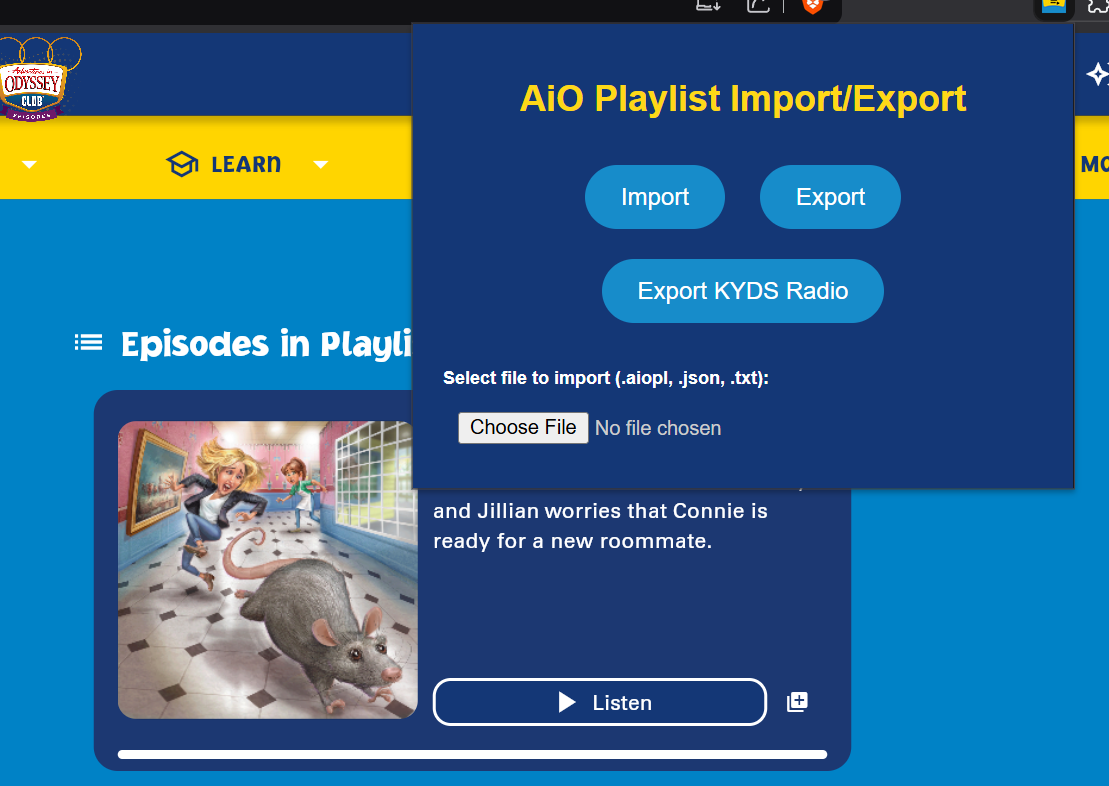 Adventures in
ODYSSEY
CLUB
EPISODES
AiO Playlist Import/Export
LEARN
MO
Import
Export
Export KYDS Radio
Episodes in Playli
Select file to import (.aiopl, .json, .txt):
Choose File No file chosen
and Jillian worries that Connie is
ready for a new roommate.
Listen